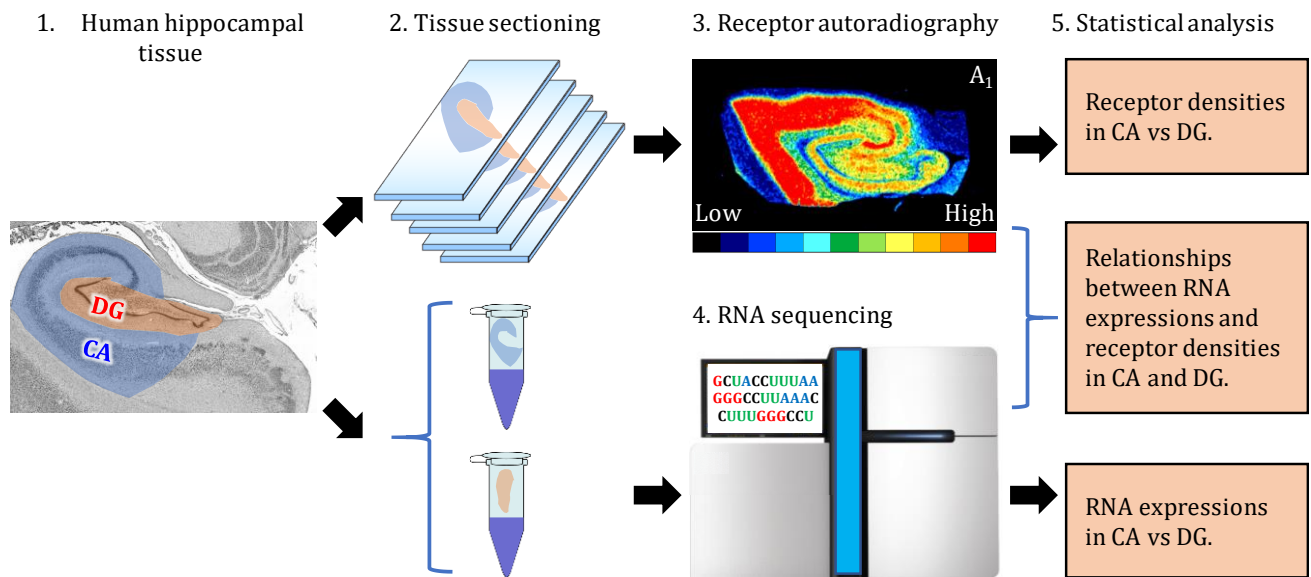 1. Human hippocampal
tissue
2. Tissue sectioning
3. Receptor autoradiography
5. Statistical analysis
DG
CA
A₁
Low
High
4. RNA sequencing
GCUACCUUUAA
GGGCCUUAAAC
CUUUGGGCCU
Receptor densities
in CA vs DG.
Relationships
between RNA
expressions and
receptor densities
in CA and DG.
RNA expressions
in CA vs DG.